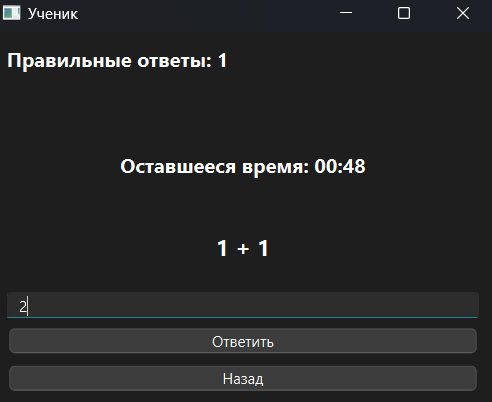 Ученик
Правильные ответы: 1
Оставшееся время: 00:48
1 + 1
2
Ответить
Назад